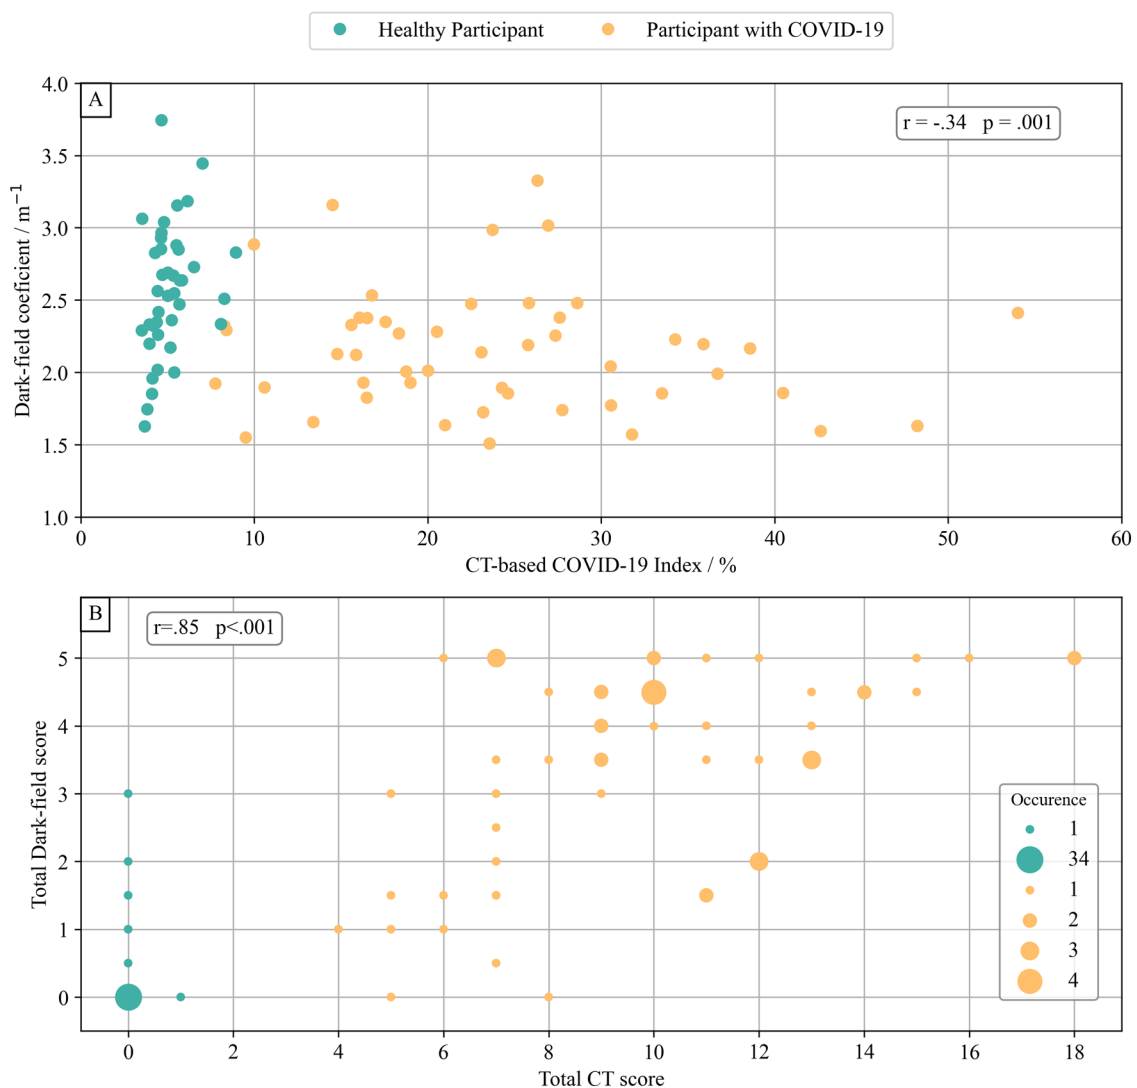 Healthy Participant Participant with COVID-19
A
r = -.34 p = .001
4.0
3.5
3.0
2.5
2.0
1.5
1.0
Dark-field coeficient / m⁻¹
0 10 20 30 40 50 60
CT-based COVID-19 Index / %
B
r=.85 p<.001
5
4
3
2
1
0
Total Dark-field score
Occurence
1
34
1
2
3
4
0 2 4 6 8 10 12 14 16 18
Total CT score